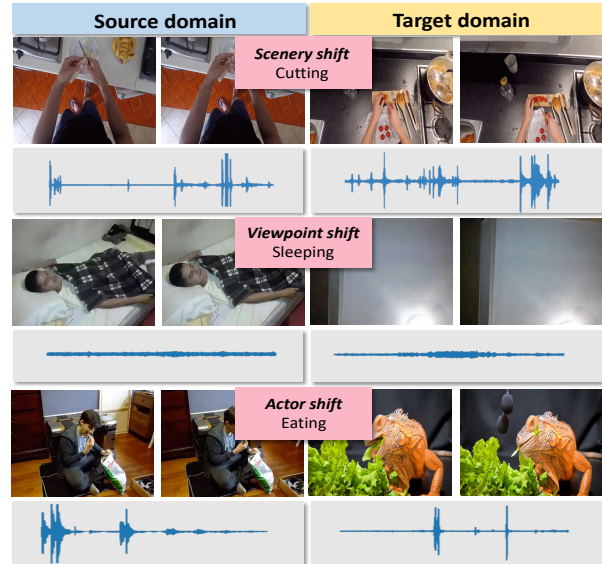 Source domain
Target domain
Scenery shift
Cutting
Viewpoint shift
Sleeping
Actor shift
Eating